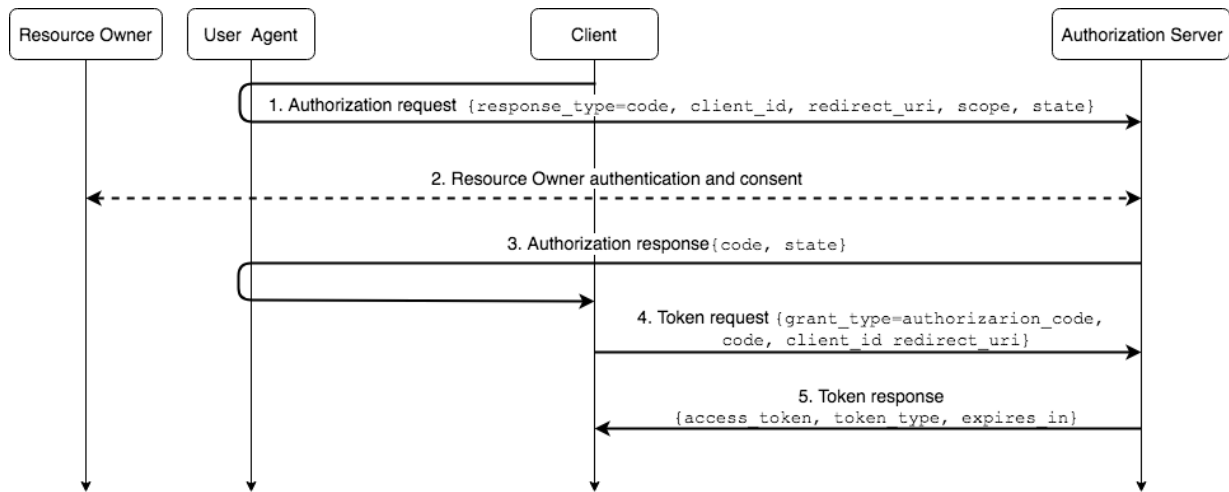 Resource Owner
User Agent
Client
Authorization Server
1. Authorization request {response_type=code, client_id, redirect_uri, scope, state}
2. Resource Owner authentication and consent
3. Authorization response{code, state}
4. Token request {grant_type=authorizarion_code,
code, client_id redirect_uri}
5. Token response
{access_token, token_type, expires_in}